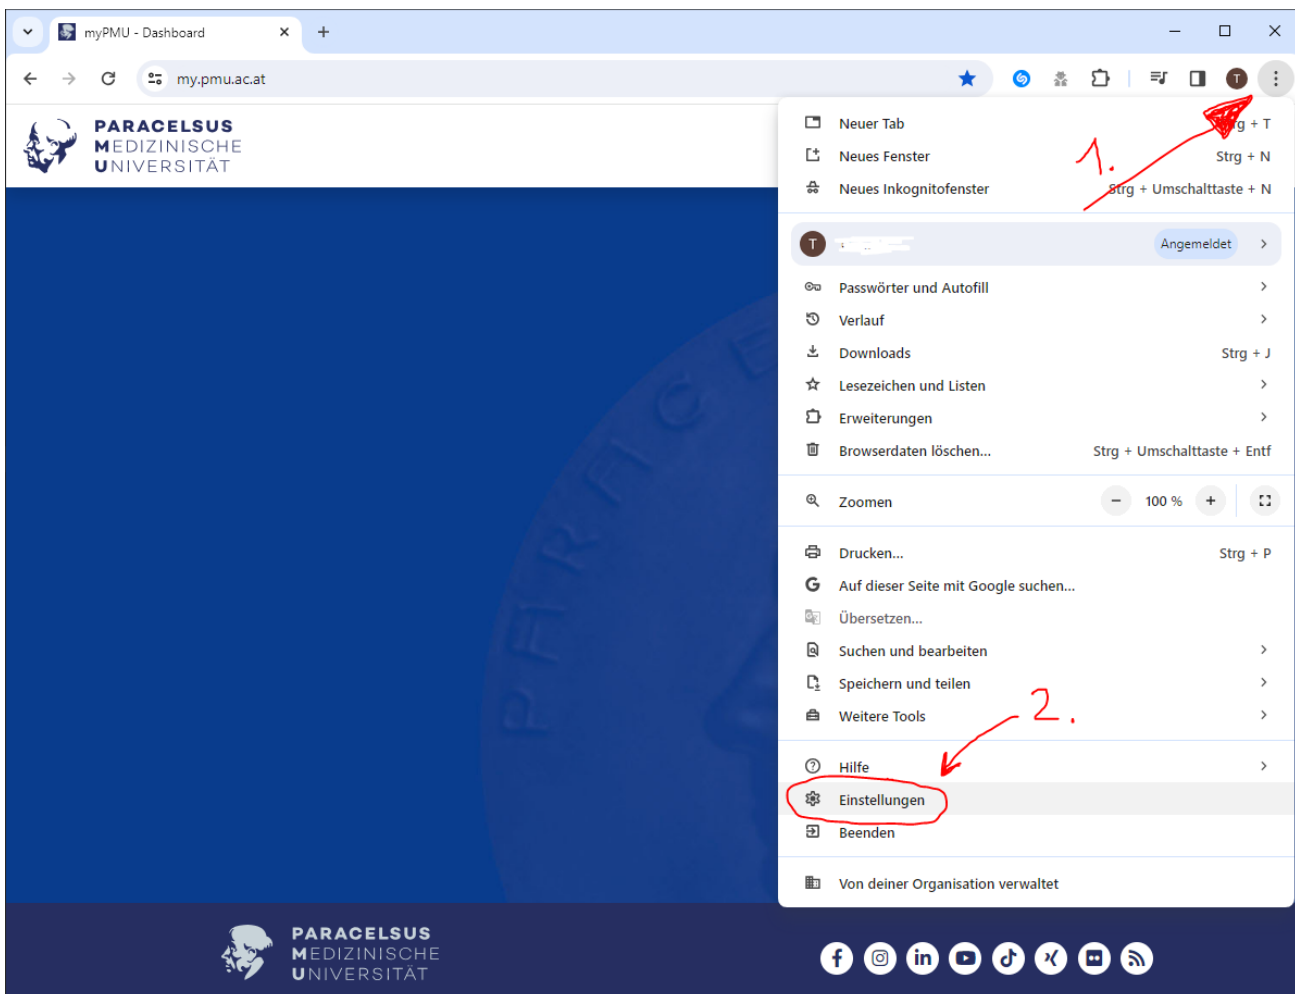 myPMU - Dashboard
my.pmu.ac.at
T
PARACELSUS
MEDIZINISCHE
UNIVERSITÄT
1.
Neuer Tab
rg + T
Neues Fenster
Strg + N
Neues Inkognitofenster
Strg + Umschalttaste + N
T
Angemeldet
Passwörter und Autofill
Verlauf
Downloads
Strg + J
Lesezeichen und Listen
Erweiterungen
Browserdaten löschen...
Strg + Umschalttaste + Entf
Zoomen
100 %
Drucken...
Strg + P
Auf dieser Seite mit Google suchen...
Übersetzen...
Suchen und bearbeiten
Speichern und teilen
2.
Weitere Tools
Hilfe
Einstellungen
Beenden
Von deiner Organisation verwaltet
PARACELSUS
MEDIZINISCHE
UNIVERSITÄT